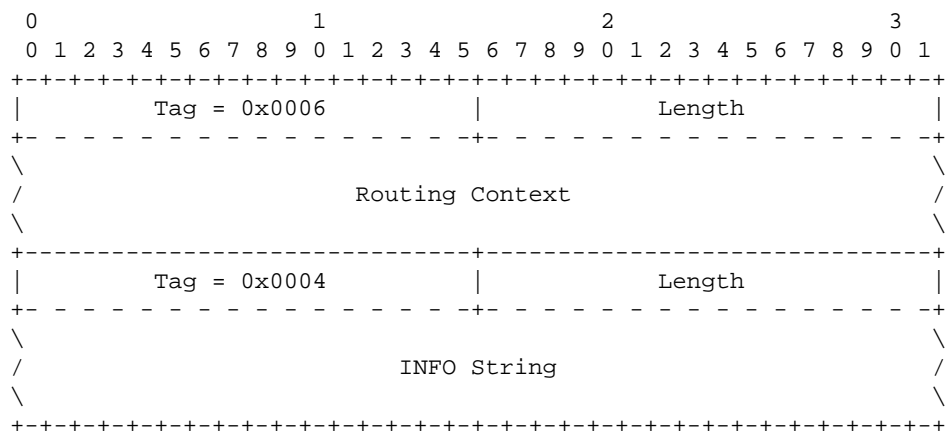 0                   1                   2                   3
0 1 2 3 4 5 6 7 8 9 0 1 2 3 4 5 6 7 8 9 0 1 2 3 4 5 6 7 8 9 0 1
+-+-+-+-+-+-+-+-+-+-+-+-+-+-+-+-+-+-+-+-+-+-+-+-+-+-+-+-+-+-+-+-+
|         Tag = 0x0006          |            Length             |
+- - - - - - - - - - - - - - - -+- - - - - - - - - - - - - - - -+
\                                                               \
/                       Routing Context                         /
\                                                               \
+-------------------------------+-------------------------------+
|         Tag = 0x0004          |            Length             |
+- - - - - - - - - - - - - - - -+- - - - - - - - - - - - - - - -+
\                                                               \
/                          INFO String                          /
\                                                               \
+-+-+-+-+-+-+-+-+-+-+-+-+-+-+-+-+-+-+-+-+-+-+-+-+-+-+-+-+-+-+-+-+